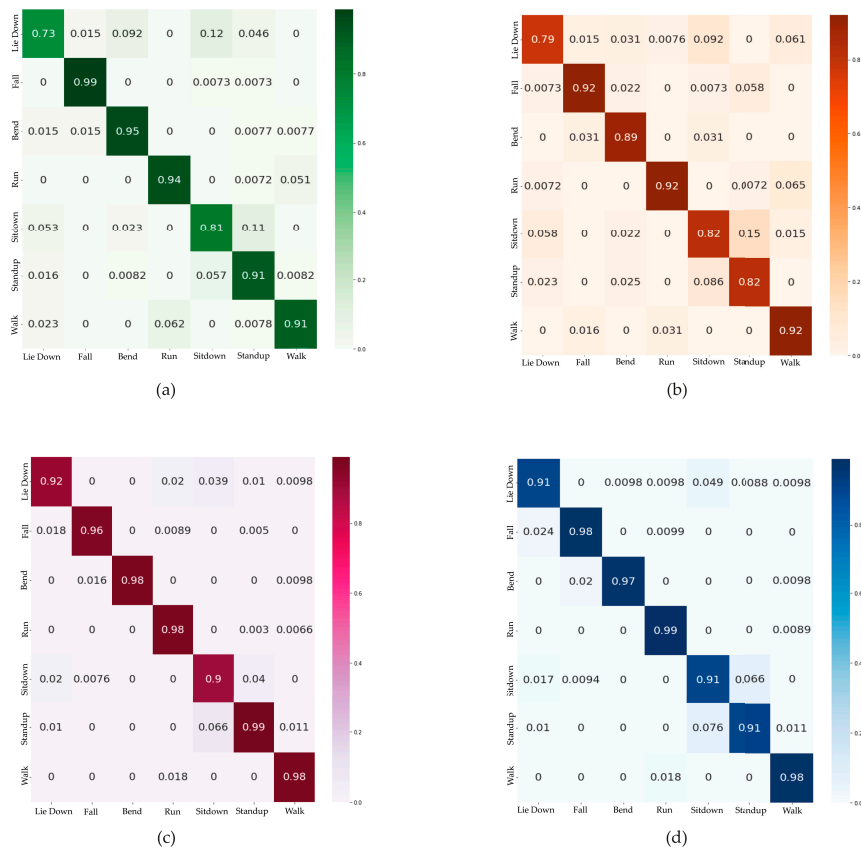 Lie Down 0.73 0.015 0.092 0 0.12 0.046 0
Fall 0 0.99 0 0 0.0073 0.0073 0
Bend 0.015 0.015 0.95 0 0 0.0077 0.0077
Run 0 0 0 0.94 0 0.0072 0.051
Sitdown 0.053 0 0.023 0 0.81 0.11 0
Standup 0.016 0 0.0082 0 0.057 0.91 0.0082
Walk 0.023 0 0 0.062 0 0.0078 0.91
Lie Down Fall Bend Run Sitdown Standup Walk
0.8
0.6
0.4
0.2
0.0
(a)
Lie Down 0.79 0.015 0.031 0.0076 0.092 0 0.061
Fall 0.0073 0.92 0.022 0 0.0073 0.058 0
Bend 0 0.031 0.89 0 0.031 0 0
Run 0.0072 0 0 0.92 0 0.0072 0.065
Sitdown 0.058 0 0.022 0 0.82 0.15 0.015
Standup 0.023 0 0.025 0 0.086 0.82 0
Walk 0 0.016 0 0.031 0 0 0.92
Lie Down Fall Bend Run Sitdown Standup Walk
0.8
0.6
0.4
0.2
0.0
(b)
Lie Down 0.92 0 0 0.02 0.039 0.01 0.0098
Fall 0.018 0.96 0 0.0089 0 0.005 0
Bend 0 0.016 0.98 0 0 0 0.0098
Run 0 0 0 0.98 0 0.003 0.0066
Sitdown 0.02 0.0076 0 0 0.9 0.04 0
Standup 0.01 0 0 0 0.066 0.99 0.011
Walk 0 0 0 0.018 0 0 0.98
Lie Down Fall Bend Run Sitdown Standup Walk
0.8
0.6
0.4
0.2
0.0
(c)
Lie Down 0.91 0 0.0098 0.0098 0.049 0.0088 0.0098
Fall 0.024 0.98 0 0.0099 0 0 0
Bend 0 0.02 0.97 0 0 0 0.0098
Run 0 0 0 0.99 0 0 0.0089
Sitdown 0.017 0.0094 0 0 0.91 0.066 0
Standup 0.01 0 0 0 0.076 0.91 0.011
Walk 0 0 0 0.018 0 0 0.98
Lie Down Fall Bend Run Sitdown Standup Walk
0.8
0.6
0.4
0.2
0.0
(d)